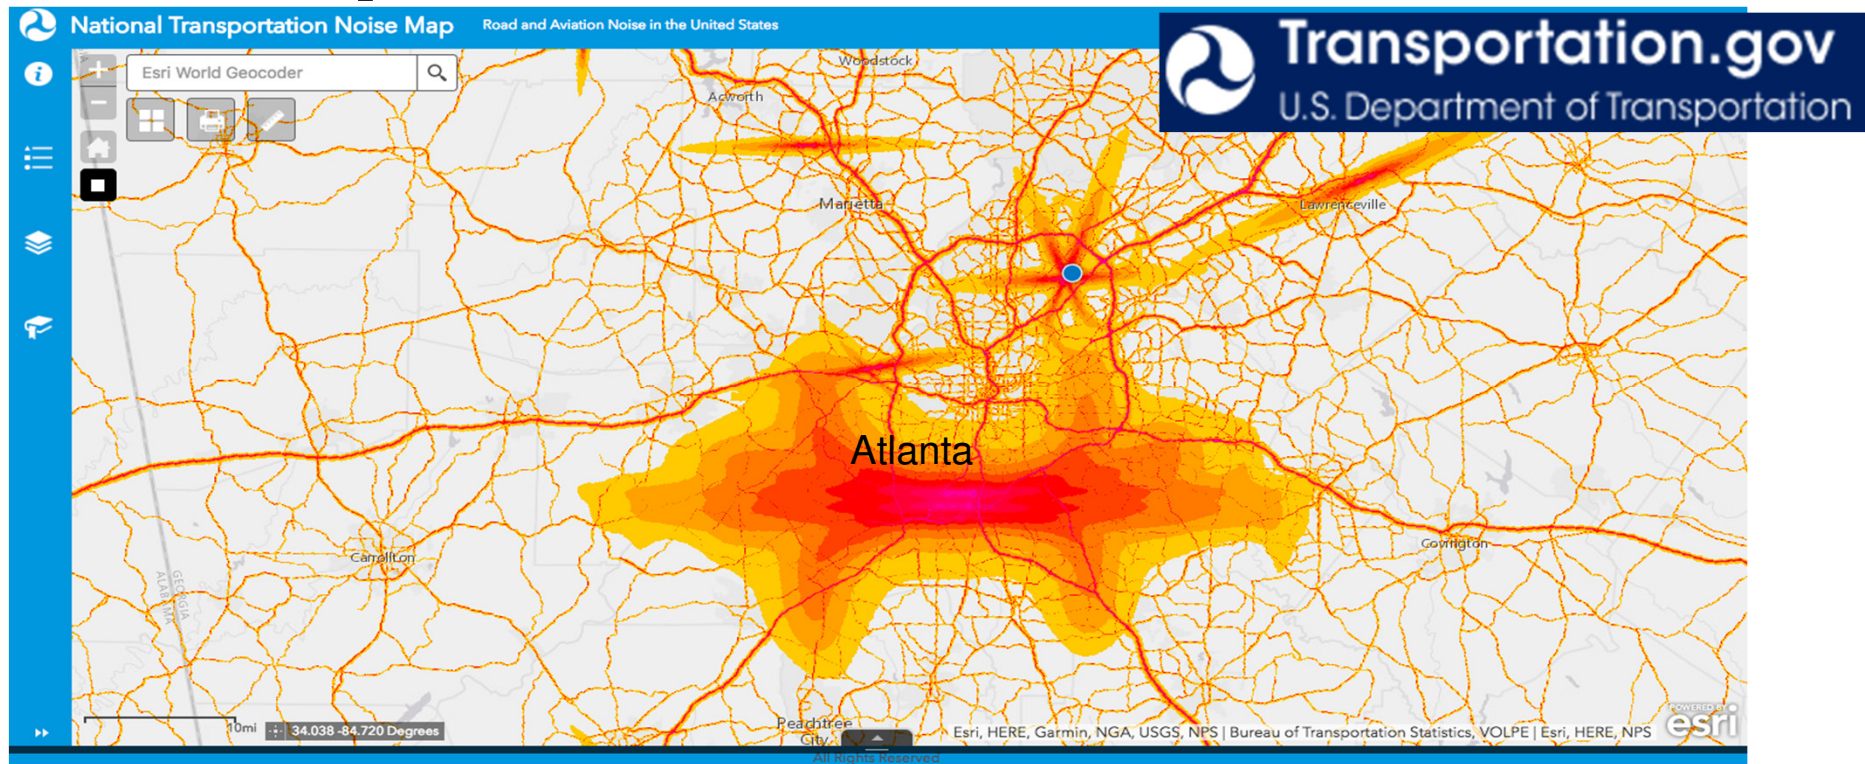 National Transportation Noise Map
Road and Aviation Noise in the United States
Transportation.gov
U.S. Department of Transportation
Esri World Geocoder
Woodstock
Acworth
Marietta
Lawrenceville
Atlanta
Carrollton
Covington
GEORGIA
ALABAMA
Peachtree
City
10mi
34.038 -84.720 Degrees
Esri, HERE, Garmin, NGA, USGS, NPS | Bureau of Transportation Statistics, VOLPE | Esri, HERE, NPS
POWERED BY
esri
All Rights Reserved